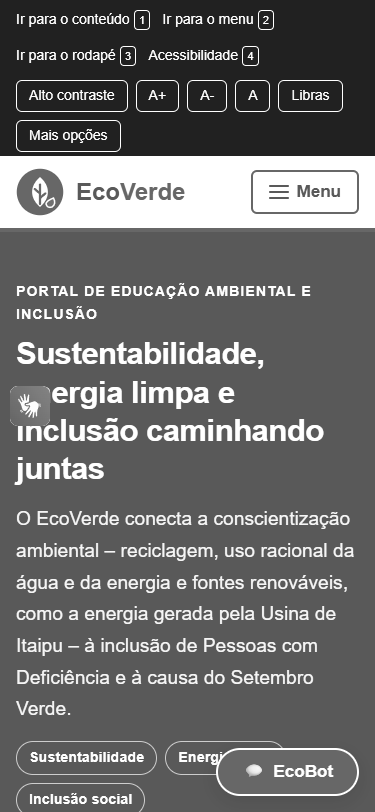 Ir para o conteúdo 1 Ir para o menu 2
Ir para o rodapé 3 Acessibilidade 4
Alto contraste A+ A- A Libras
Mais opções
EcoVerde Menu
PORTAL DE EDUCAÇÃO AMBIENTAL E
INCLUSÃO
Sustentabilidade,
energia limpa e
inclusão caminhando
juntas
O EcoVerde conecta a conscientização
ambiental – reciclagem, uso racional da
água e da energia e fontes renováveis,
como a energia gerada pela Usina de
Itaipu – à inclusão de Pessoas com
Deficiência e à causa do Setembro
Verde.
Sustentabilidade
EcoBot
Inclusão social